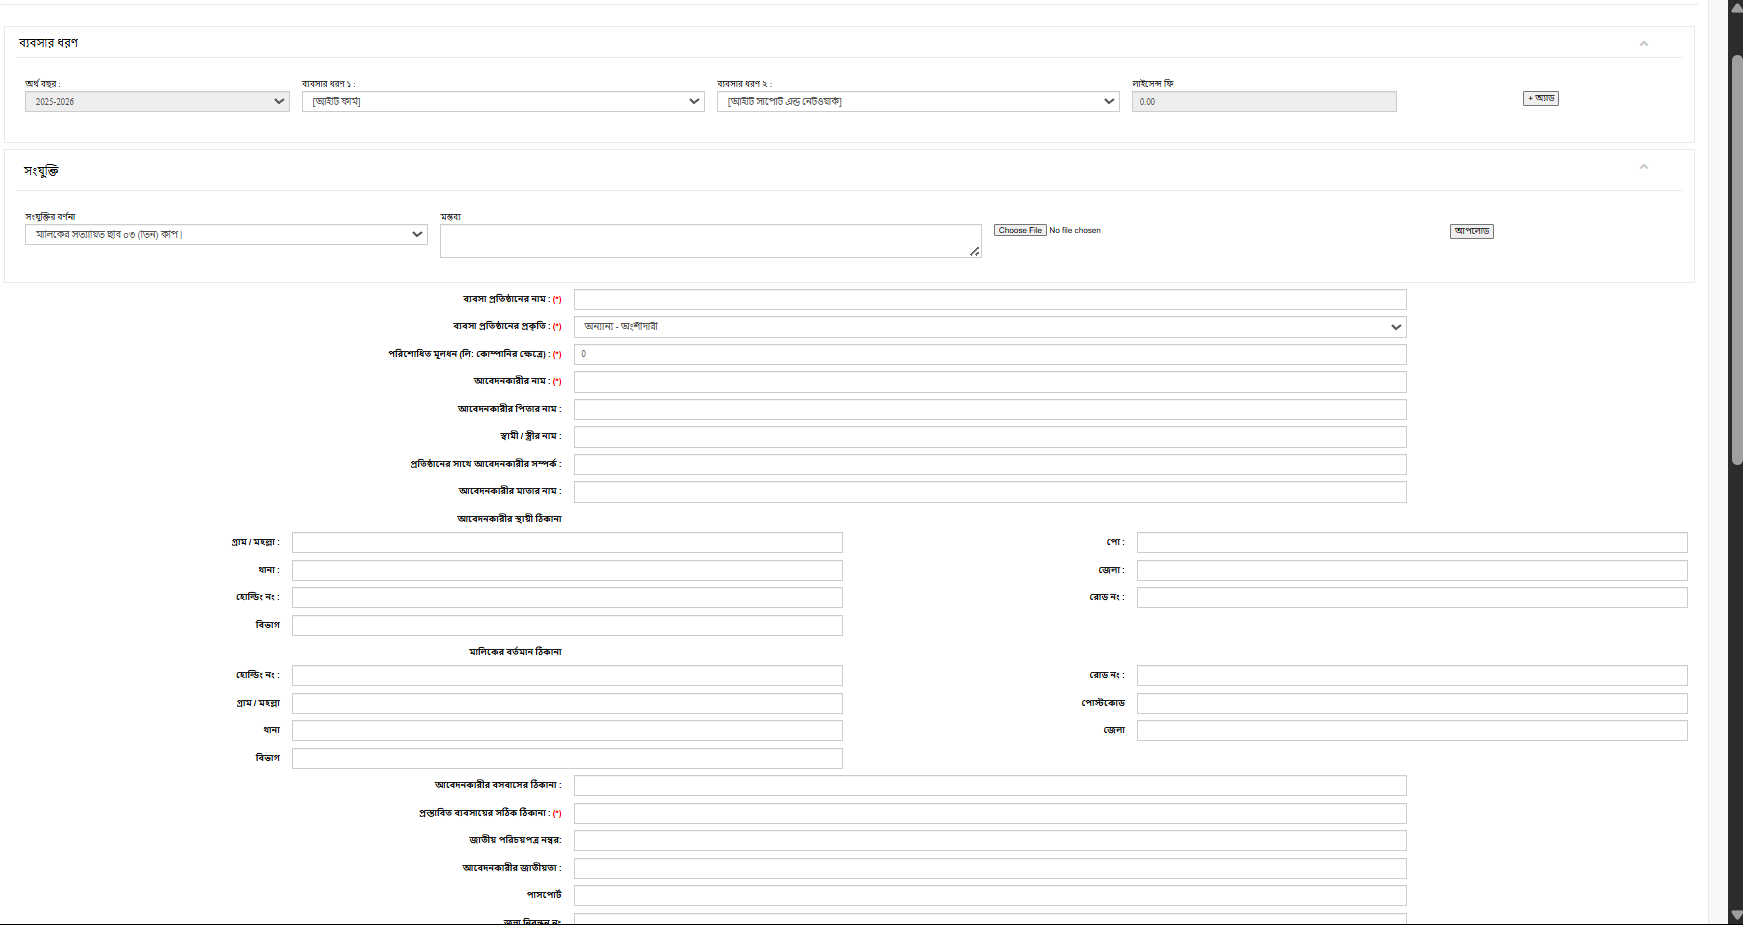 ব্যবসার ধরণ
অর্থ বছর : ব্যবসার ধরণ ১ : ব্যবসার ধরণ ২ : লাইসেন্স ফি
2025-2026 [আইটি ফার্ম] [আইটি সাপোর্ট এন্ড নেটওয়ার্ক] 0.00 + অ্যাড
সংযুক্তি
সংযুক্তির বর্ণনা মন্তব্য
মালিকের সত্যায়িত ছবি ০৩ (তিন) কপি। Choose File No file chosen আপলোড
ব্যবসা প্রতিষ্ঠানের নাম : (*)
ব্যবসা প্রতিষ্ঠানের প্রকৃতি : (*) অন্যান্য - অংশীদারী
পরিশোধিত মূলধন (লি: কোম্পানির ক্ষেত্রে) : (*) 0
আবেদনকারীর নাম : (*)
আবেদনকারীর পিতার নাম :
স্বামী / স্ত্রীর নাম :
প্রতিষ্ঠানের সাথে আবেদনকারীর সম্পর্ক :
আবেদনকারীর মাতার নাম :
আবেদনকারীর স্থায়ী ঠিকানা
গ্রাম / মহল্লা : পো :
থানা : জেলা :
হোল্ডিং নং : রোড নং :
বিভাগ
মালিকের বর্তমান ঠিকানা
হোল্ডিং নং : রোড নং :
গ্রাম / মহল্লা পোস্টকোড
থানা জেলা
বিভাগ
আবেদনকারীর বসবাসের ঠিকানা :
প্রস্তাবিত ব্যবসায়ের সঠিক ঠিকানা : (*)
জাতীয় পরিচয়পত্র নম্বর:
আবেদনকারীর জাতীয়তা :
পাসপোর্ট
জন্ম নিবন্ধন নং